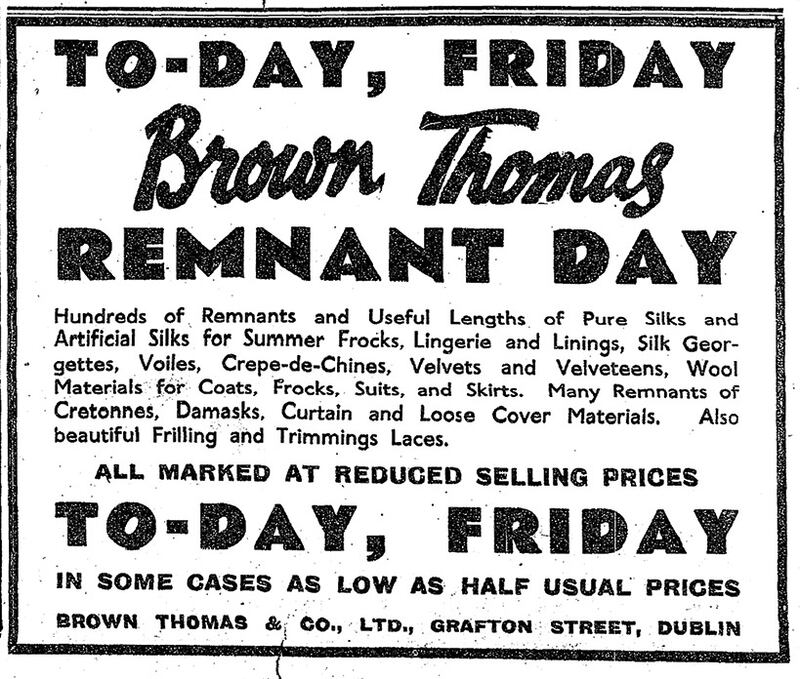 TO-DAY, FRIDAY
Brown Thomas
REMNANT DAY
Hundreds of Remnants and Useful Lengths of Pure Silks and
Artificial Silks for Summer Frocks, Lingerie and Linings, Silk Geor-
gettes, Voiles, Crepe-de-Chines, Velvets and Velveteens, Wool
Materials for Coats, Frocks, Suits, and Skirts. Many Remnants of
Cretonnes, Damasks, Curtain and Loose Cover Materials. Also
beautiful Frilling and Trimmings Laces.
ALL MARKED AT REDUCED SELLING PRICES
TO-DAY, FRIDAY
IN SOME CASES AS LOW AS HALF USUAL PRICES
BROWN THOMAS & CO., LTD., GRAFTON STREET, DUBLIN